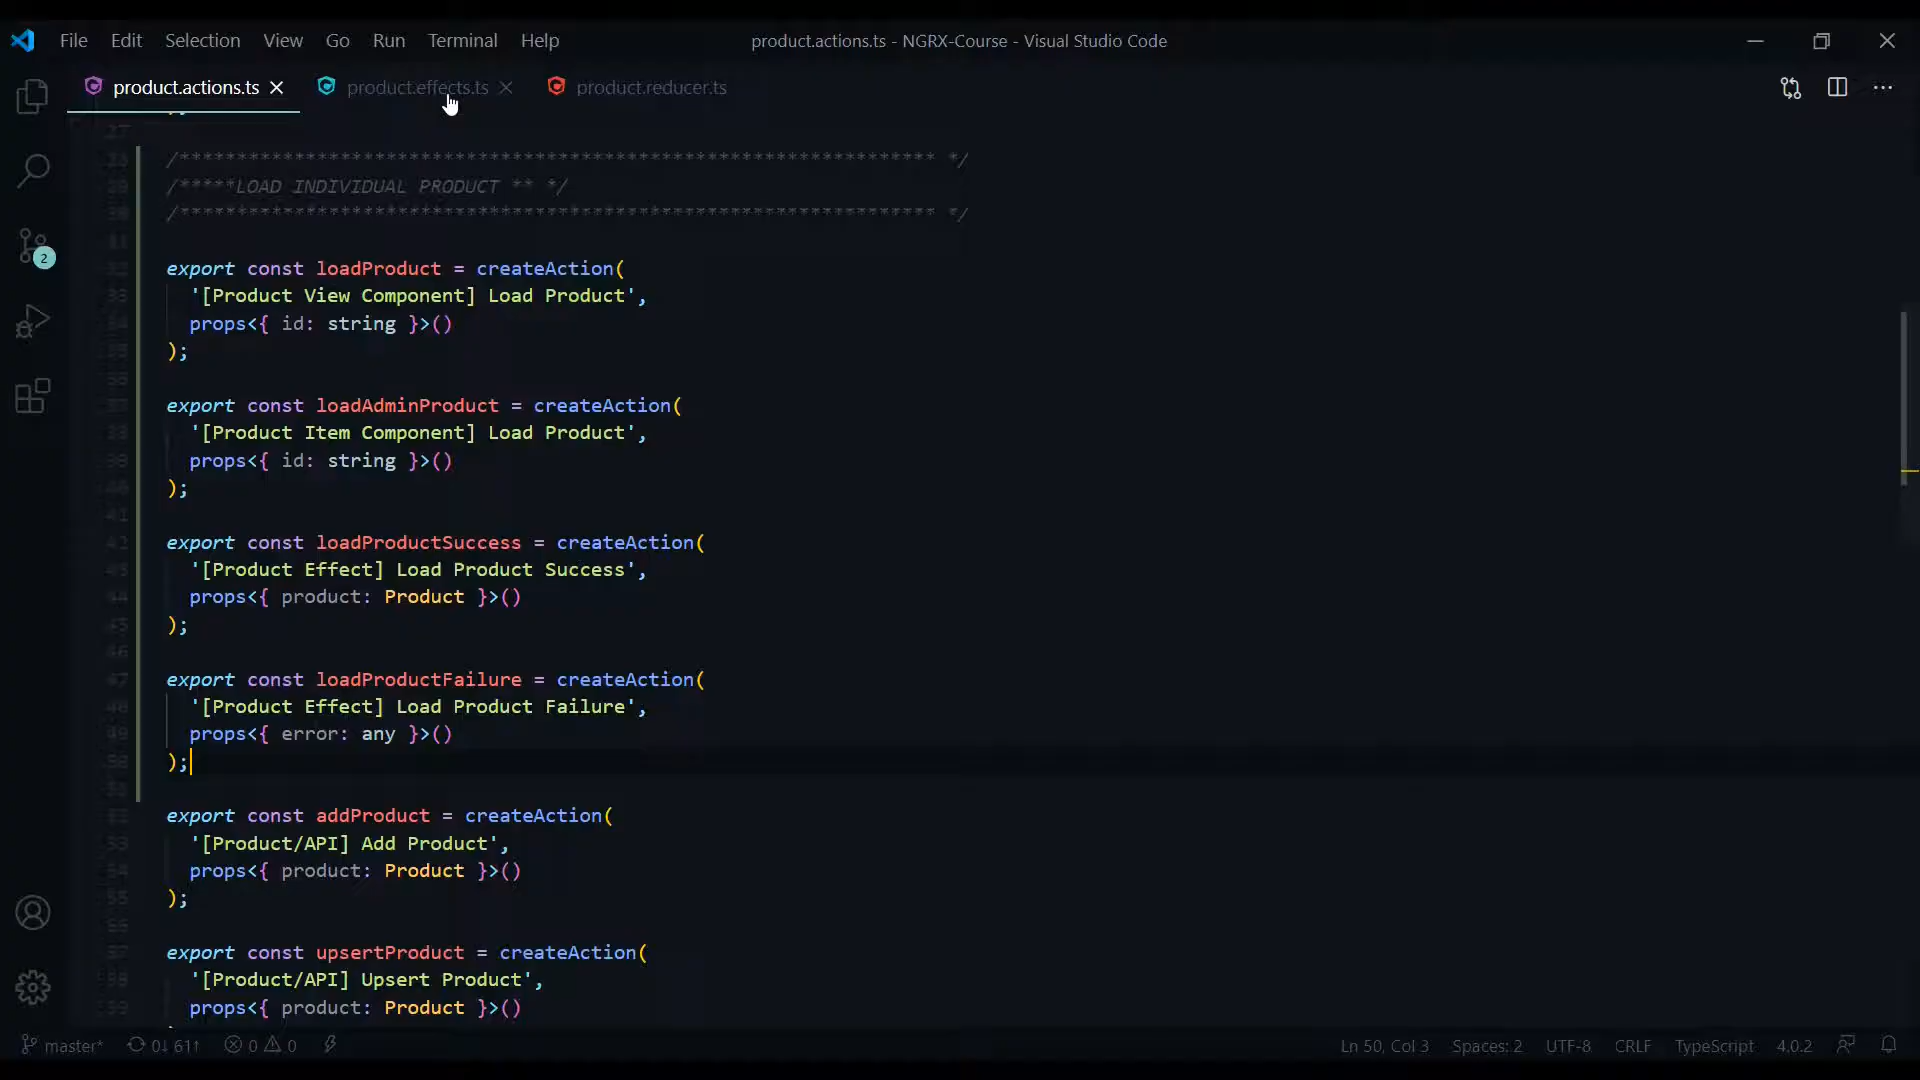 File Edit Selection View Go Run Terminal Help product.actions.ts - NGRX-Course - Visual Studio Code
product.actions.ts product.effects.ts product.reducer.ts
/****************************************************************** */
/*****LOAD INDIVIDUAL PRODUCT ** */
/****************************************************************** */
export const loadProduct = createAction(
'[Product View Component] Load Product',
props<{ id: string }>()
);
export const loadAdminProduct = createAction(
'[Product Item Component] Load Product',
props<{ id: string }>()
);
export const loadProductSuccess = createAction(
'[Product Effect] Load Product Success',
props<{ product: Product }>()
);
export const loadProductFailure = createAction(
'[Product Effect] Load Product Failure',
props<{ error: any }>()
);
export const addProduct = createAction(
'[Product/API] Add Product',
props<{ product: Product }>()
);
export const upsertProduct = createAction(
'[Product/API] Upsert Product',
props<{ product: Product }>()
2
master* 0↓ 61↑ 0 0 Ln 50, Col 3 Spaces: 2 UTF-8 CRLF TypeScript 4.0.2